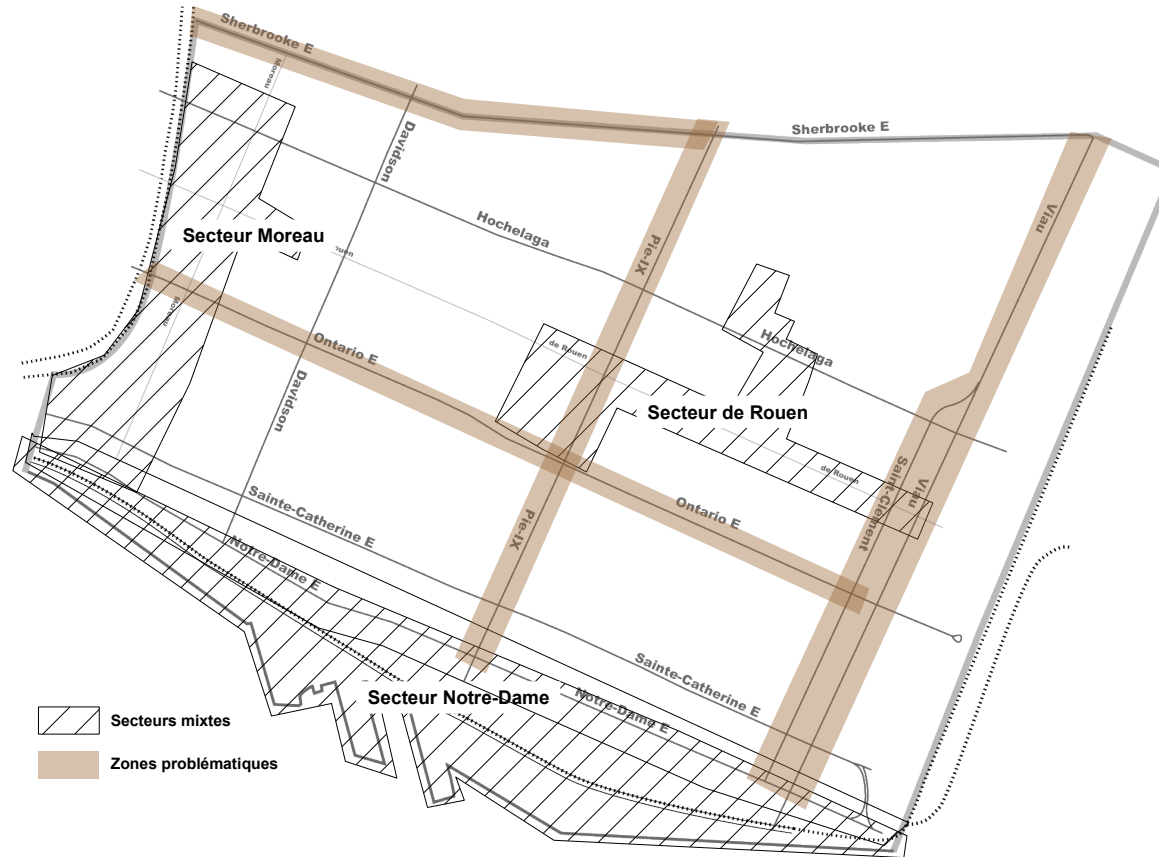 Sherbrooke E
Moreau
Sherbrooke E
Davidson
Viau
Hochelaga
Secteur Moreau
Pie-IX
Moreau
Ontario E
de Rouen
Hochelaga
Davidson
Secteur de Rouen
de Rouen
Saint-Clément
Viau
Sainte-Catherine E
Ontario E
Pie-IX
Notre-Dame E
Sainte-Catherine E
Secteur Notre-Dame
Notre-Dame E
Secteurs mixtes
Zones problématiques